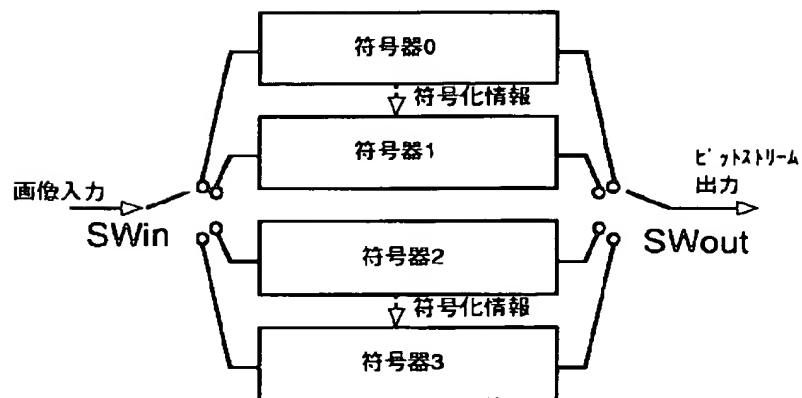 符号器0
符号化情報
符号器1
画像入力
SWin
ﾋﾞｯﾄｽﾄﾘｰﾑ
出力
SWout
符号器2
符号化情報
符号器3